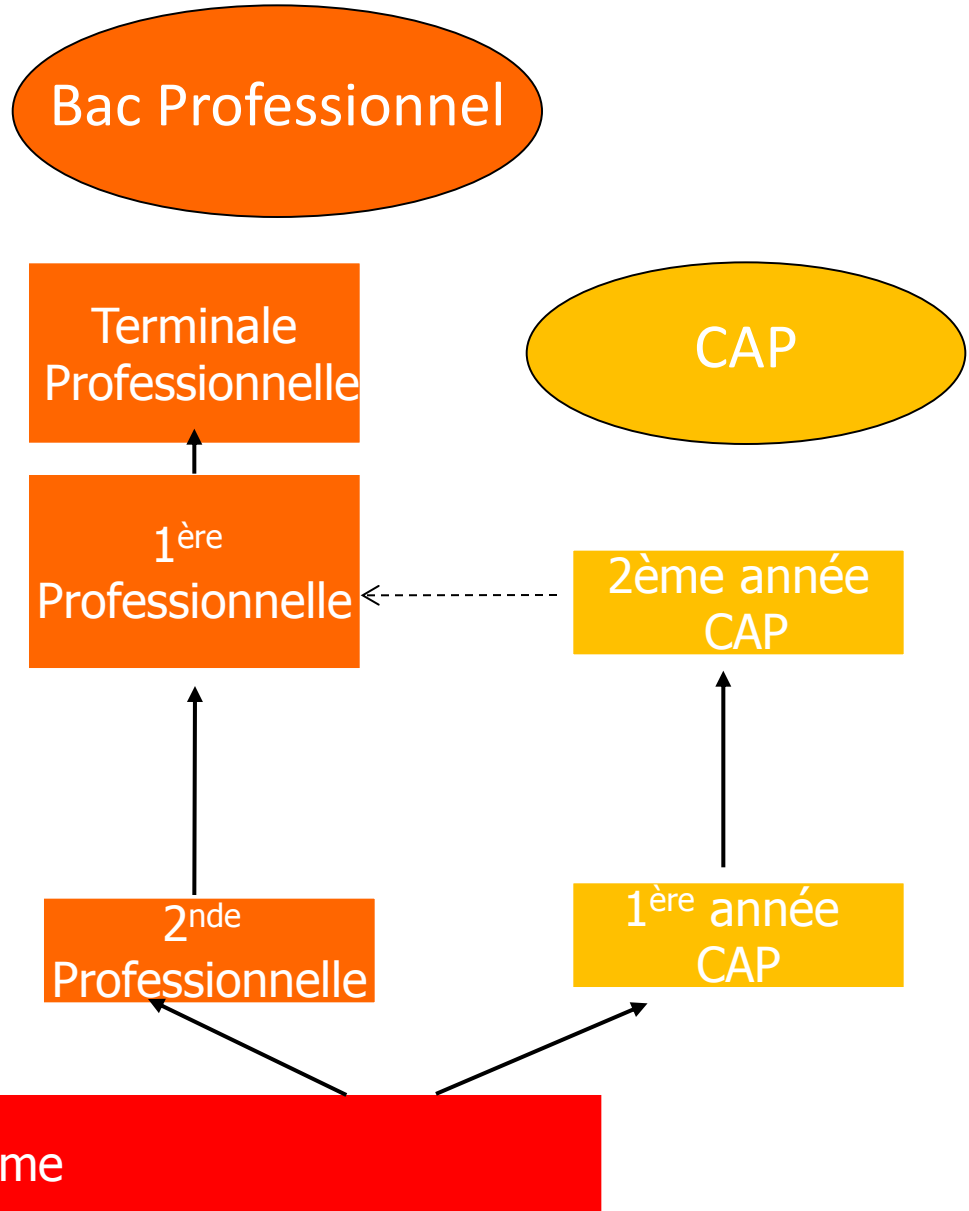 Bac Professionnel
Terminale
Professionnelle
CAP
1ère
Professionnelle
2ème année
CAP
2nde
Professionnelle
1ère année
CAP
me